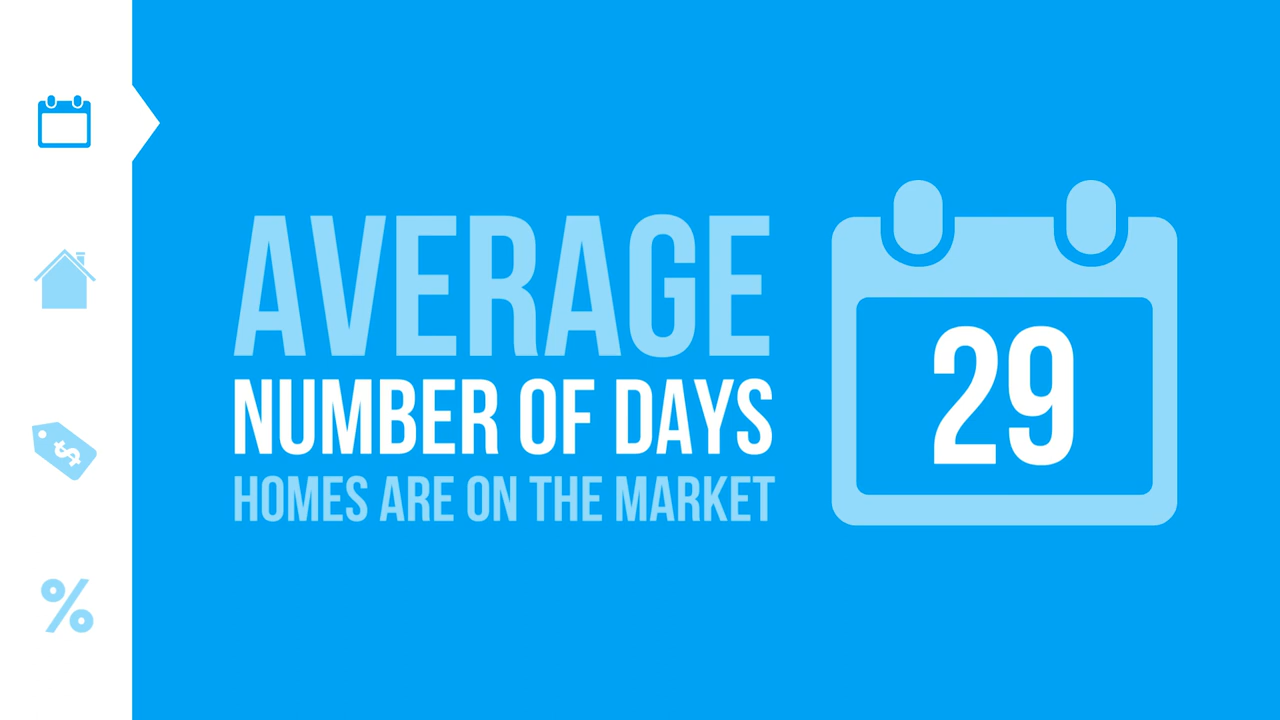 AVERAGE
NUMBER OF DAYS
HOMES ARE ON THE MARKET
29
$
%